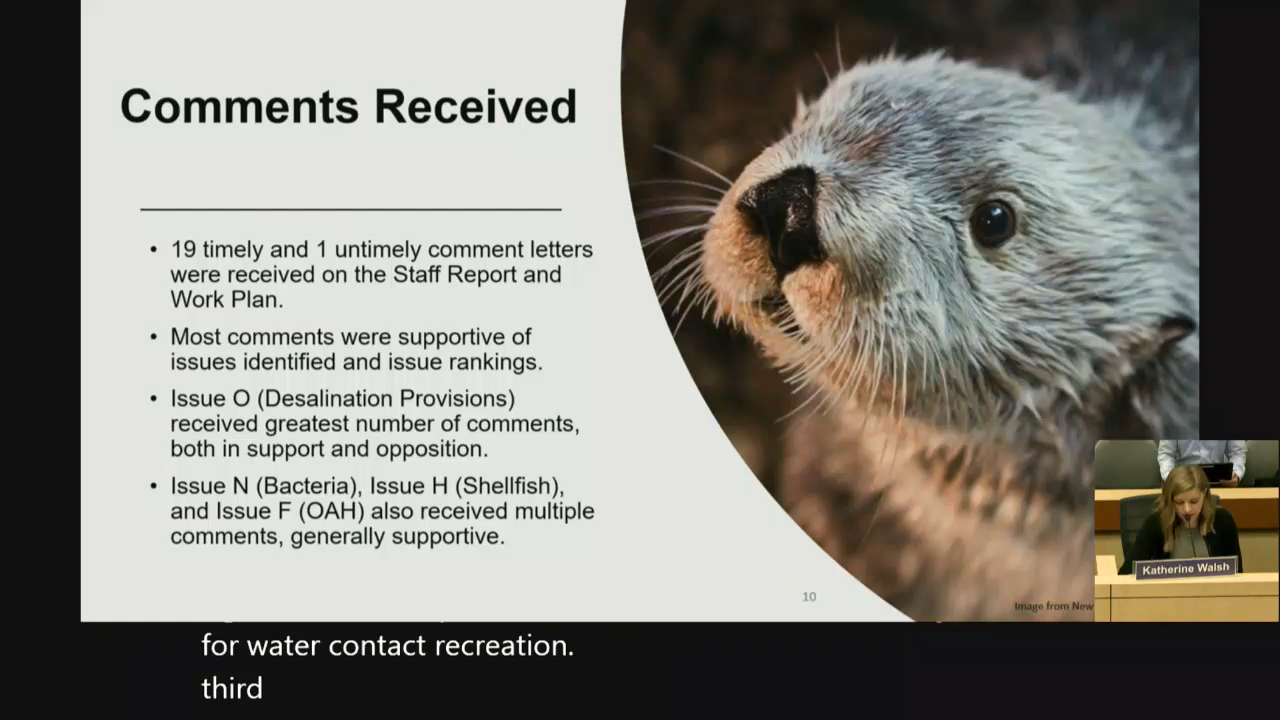 Comments Received
• 19 timely and 1 untimely comment letters
were received on the Staff Report and
Work Plan.
• Most comments were supportive of
issues identified and issue rankings.
• Issue O (Desalination Provisions)
received greatest number of comments,
both in support and opposition.
• Issue N (Bacteria), Issue H (Shellfish),
and Issue F (OAH) also received multiple
comments, generally supportive.
10
Image from New
Katherine Walsh
for water contact recreation.
third